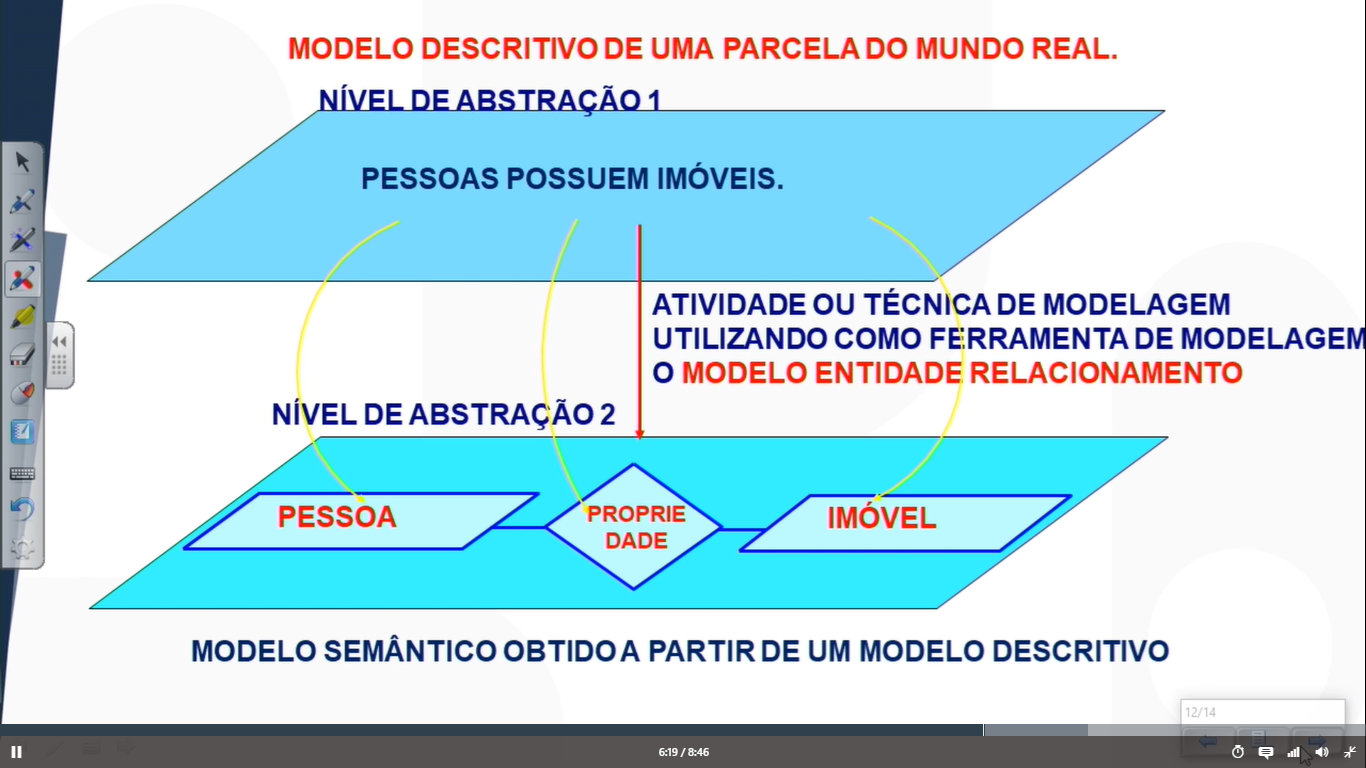 MODELO DESCRITIVO DE UMA PARCELA DO MUNDO REAL.
NÍVEL DE ABSTRAÇÃO 1
PESSOAS POSSUEM IMÓVEIS.
ATIVIDADE OU TÉCNICA DE MODELAGEM
UTILIZANDO COMO FERRAMENTA DE MODELAGEM
O MODELO ENTIDADE RELACIONAMENTO
NÍVEL DE ABSTRAÇÃO 2
PESSOA
PROPRIE
DADE
IMÓVEL
MODELO SEMÂNTICO OBTIDO A PARTIR DE UM MODELO DESCRITIVO
12/14
6:19 / 8:46